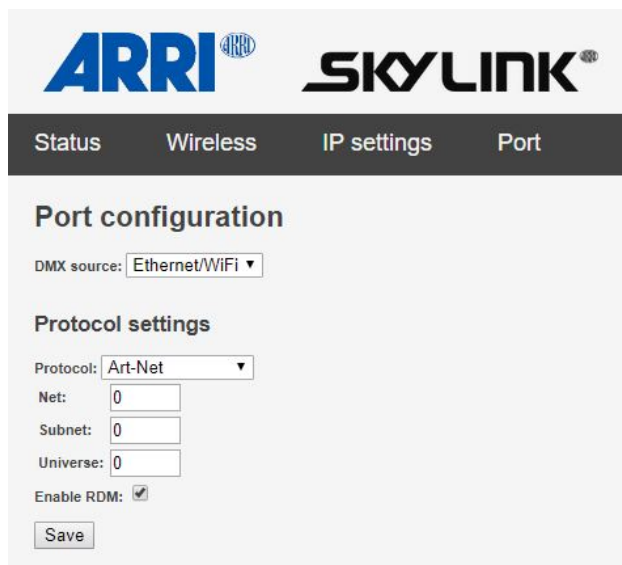 ARRI® ARRI SKYLINK®
Status Wireless IP settings Port
Port configuration
DMX source: Ethernet/WiFi ▼
Protocol settings
Protocol: Art-Net ▼
Net: 0
Subnet: 0
Universe: 0
Enable RDM:
Save